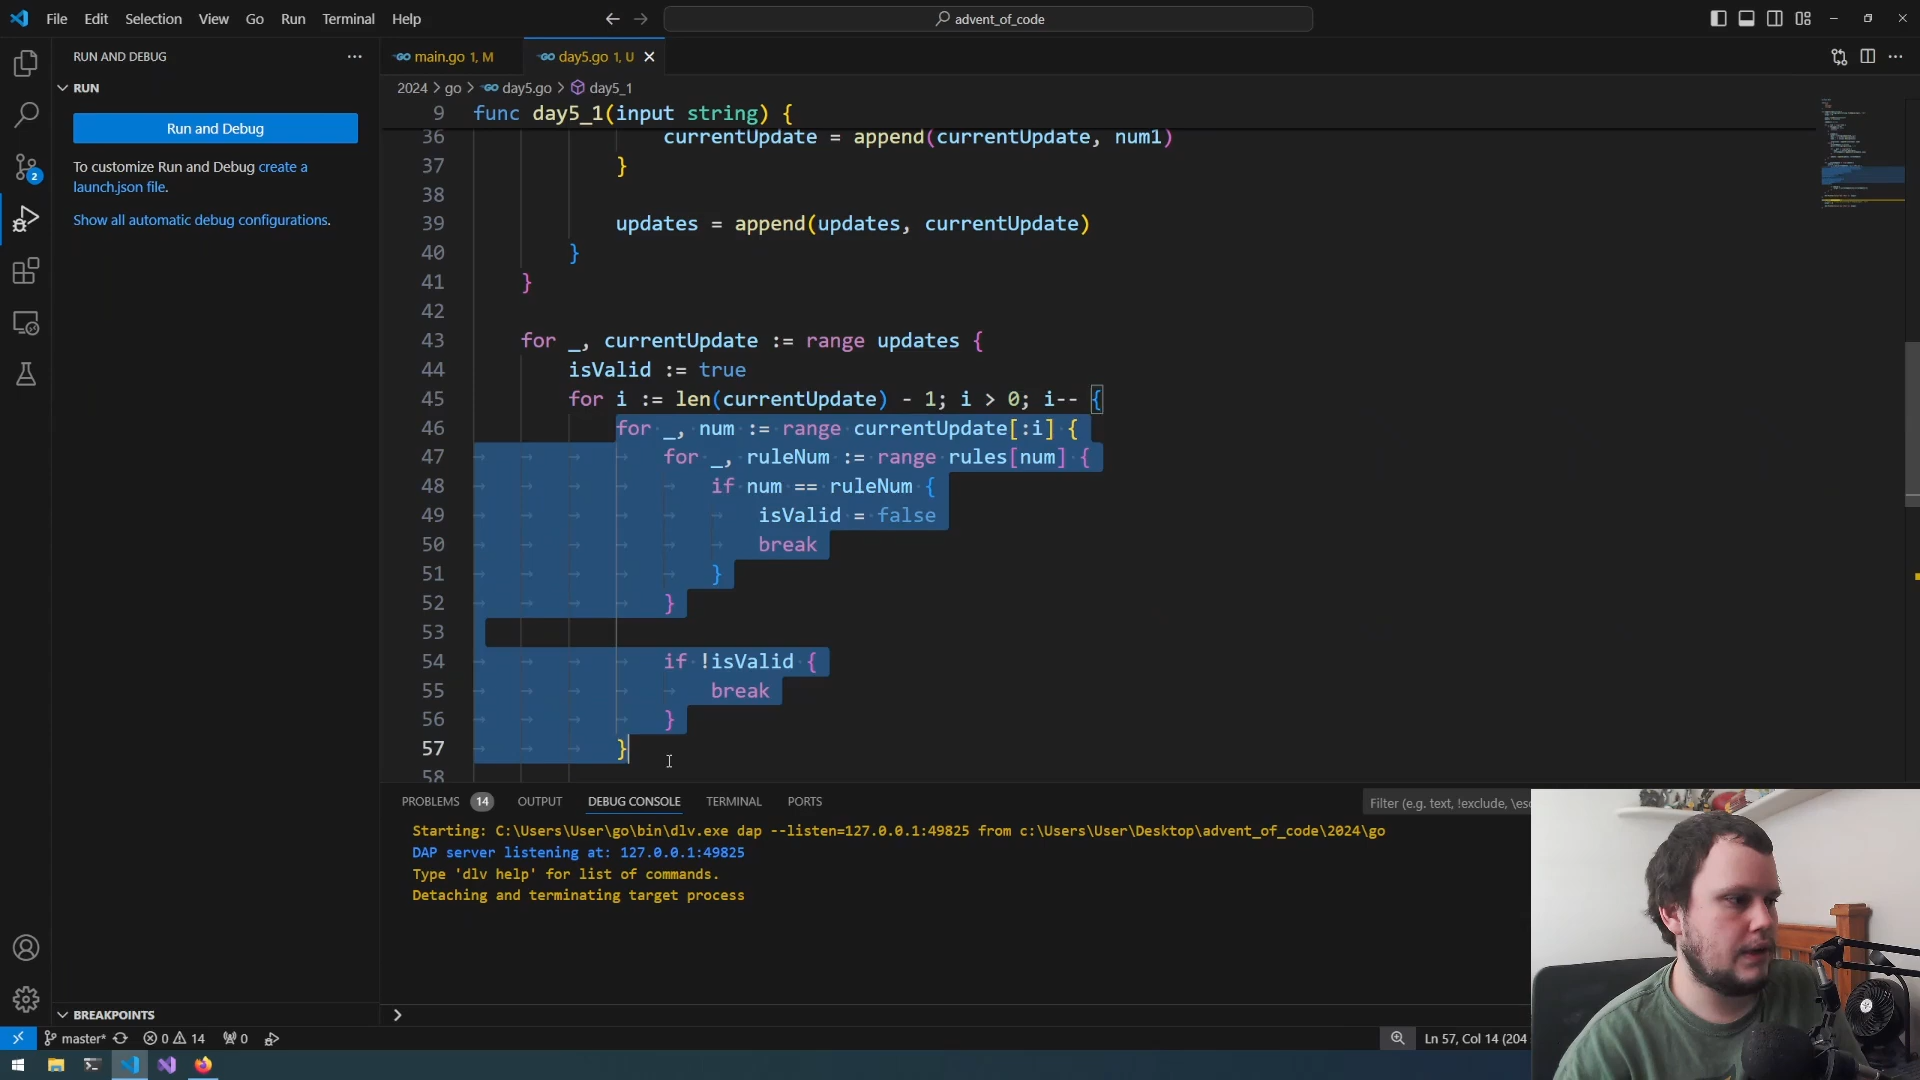 File Edit Selection View Go Run Terminal Help
advent_of_code
RUN AND DEBUG
main.go 1, M
day5.go 1, U
RUN
2024 > go > day5.go > day5_1
Run and Debug
To customize Run and Debug create a
launch.json file.
Show all automatic debug configurations.
2
9 func day5_1(input string) {
36 currentUpdate = append(currentUpdate, num1)
37 }
38
39 updates = append(updates, currentUpdate)
40 }
41 }
42
43 for _, currentUpdate := range updates {
44 isValid := true
45 for i := len(currentUpdate) - 1; i > 0; i-- {
46 for _, num := range currentUpdate[:i] {
47 for _, ruleNum := range rules[num] {
48 if num == ruleNum {
49 isValid = false
50 break
51 }
52 }
53
54 if !isValid {
55 break
56 }
57 }
58
PROBLEMS 14 OUTPUT DEBUG CONSOLE TERMINAL PORTS
Filter (e.g. text, !exclude, \esc
Starting: C:\Users\User\go\bin\dlv.exe dap --listen=127.0.0.1:49825 from c:\Users\User\Desktop\advent_of_code\2024\go
DAP server listening at: 127.0.0.1:49825
Type 'dlv help' for list of commands.
Detaching and terminating target process
BREAKPOINTS
master* 0 14 0
Ln 57, Col 14 (204